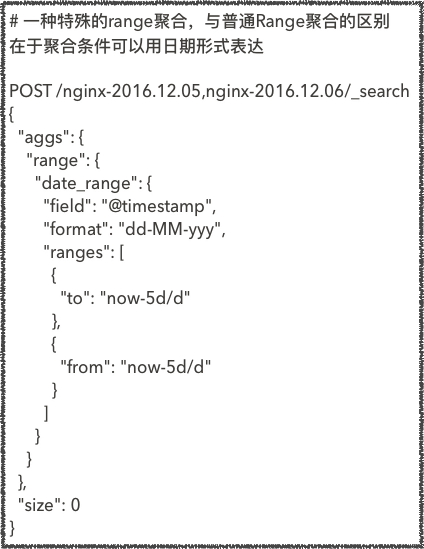 # 一种特殊的range聚合，与普通Range聚合的区别
在于聚合条件可以用日期形式表达
POST /nginx-2016.12.05,nginx-2016.12.06/_search
{
"aggs": {
"range": {
"date_range": {
"field": "@timestamp",
"format": "dd-MM-yyy",
"ranges": [
{
"to": "now-5d/d"
},
{
"from": "now-5d/d"
}
]
}
}
},
"size": 0
}